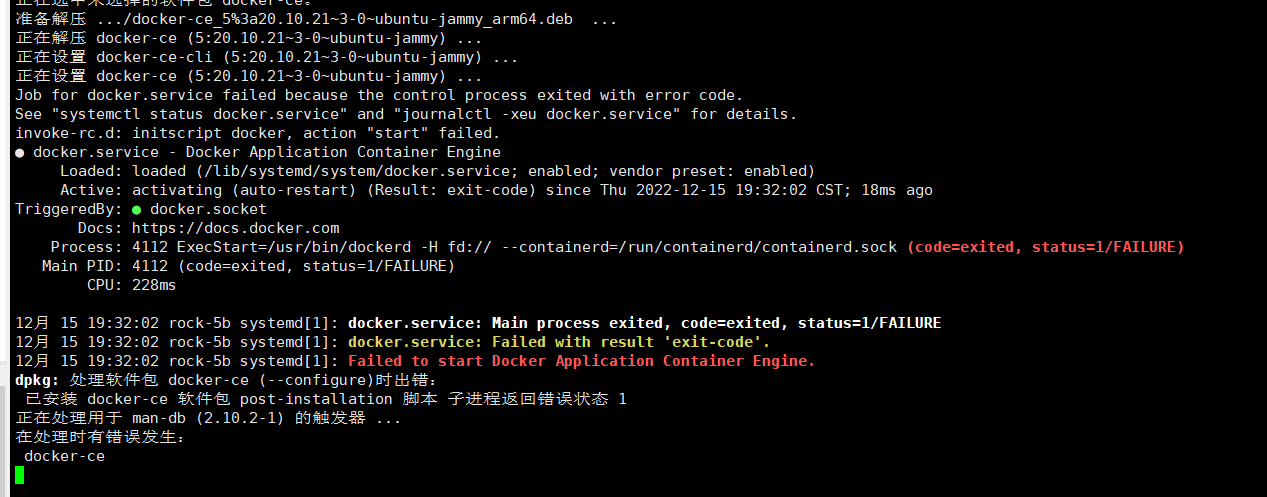 正在选中未选择的软件包 docker-ce。
准备解压 .../docker-ce_5%3a20.10.21~3-0~ubuntu-jammy_arm64.deb  ...
正在解压 docker-ce (5:20.10.21~3-0~ubuntu-jammy) ...
正在设置 docker-ce-cli (5:20.10.21~3-0~ubuntu-jammy) ...
正在设置 docker-ce (5:20.10.21~3-0~ubuntu-jammy) ...
Job for docker.service failed because the control process exited with error code.
See "systemctl status docker.service" and "journalctl -xeu docker.service" for details.
invoke-rc.d: initscript docker, action "start" failed.
● docker.service - Docker Application Container Engine
     Loaded: loaded (/lib/systemd/system/docker.service; enabled; vendor preset: enabled)
     Active: activating (auto-restart) (Result: exit-code) since Thu 2022-12-15 19:32:02 CST; 18ms ago
TriggeredBy: ● docker.socket
       Docs: https://docs.docker.com
    Process: 4112 ExecStart=/usr/bin/dockerd -H fd:// --containerd=/run/containerd/containerd.sock (code=exited, status=1/FAILURE)
   Main PID: 4112 (code=exited, status=1/FAILURE)
        CPU: 228ms
12月 15 19:32:02 rock-5b systemd[1]: docker.service: Main process exited, code=exited, status=1/FAILURE
12月 15 19:32:02 rock-5b systemd[1]: docker.service: Failed with result 'exit-code'.
12月 15 19:32:02 rock-5b systemd[1]: Failed to start Docker Application Container Engine.
dpkg: 处理软件包 docker-ce (--configure)时出错：
 已安装 docker-ce 软件包 post-installation 脚本 子进程返回错误状态 1
正在处理用于 man-db (2.10.2-1) 的触发器 ...
在处理时有错误发生：
 docker-ce